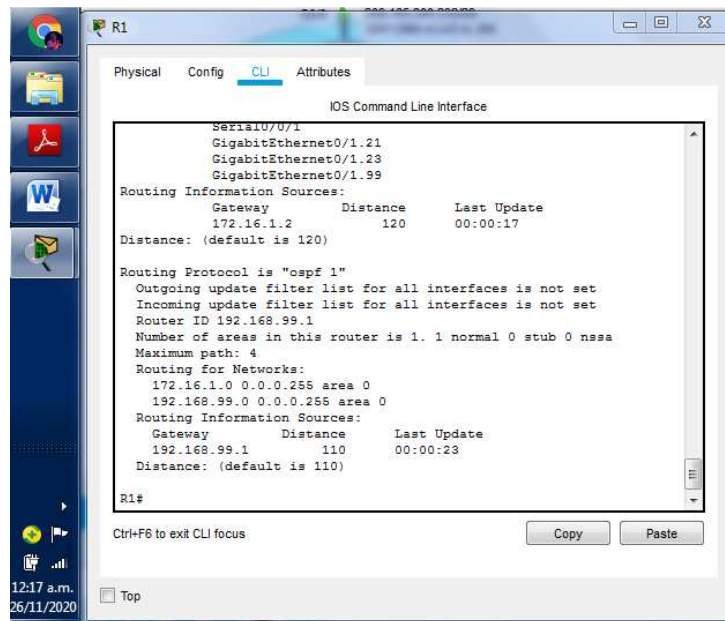 R1
Physical Config CLI Attributes
IOS Command Line Interface
Serial0/0/1
GigabitEthernet0/1.21
GigabitEthernet0/1.23
GigabitEthernet0/1.99
Routing Information Sources:
Gateway Distance Last Update
172.16.1.2 120 00:00:17
Distance: (default is 120)
Routing Protocol is "ospf 1"
Outgoing update filter list for all interfaces is not set
Incoming update filter list for all interfaces is not set
Router ID 192.168.99.1
Number of areas in this router is 1. 1 normal 0 stub 0 nssa
Maximum path: 4
Routing for Networks:
172.16.1.0 0.0.0.255 area 0
192.168.99.0 0.0.0.255 area 0
Routing Information Sources:
Gateway Distance Last Update
192.168.99.1 110 00:00:23
Distance: (default is 110)
R1#
Ctrl+F6 to exit CLI focus
Copy Paste
Top
12:17 a.m.
26/11/2020